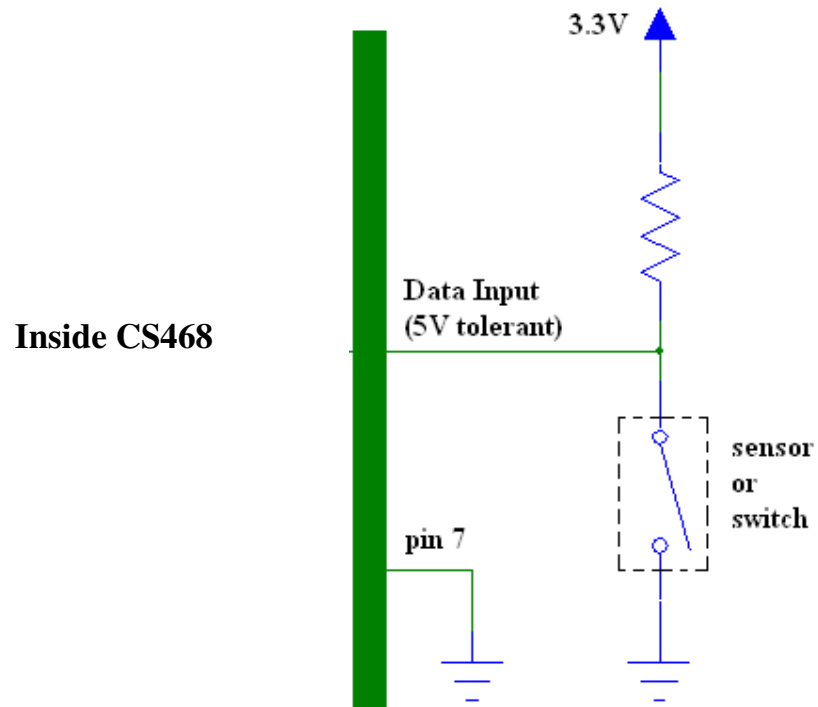 3.3V
Data Input
(5V tolerant)
Inside CS468
sensor
or
switch
pin 7